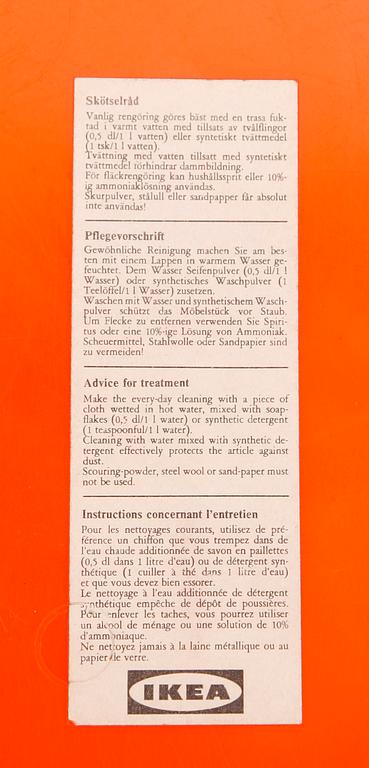 Skötselråd
Vanlig rengöring göres bäst med en trasa fuk-
tad i varmt vatten med tillsats av tvålflingor
(0,5 dl/1 l vatten) eller syntetiskt tvättmedel
(1 tsk/1 l vatten).
Tvättning med vatten tillsatt med syntetiskt
tvättmedel förhindrar dammbildning.
För fläckrengöring kan hushållssprit eller 10%-
ig ammoniaklösning användas.
Skurpulver, stålull eller sandpapper får absolut
inte användas!
Pflegevorschrift
Gewöhnliche Reinigung machen Sie am bes-
ten mit einem Lappen in warmem Wasser ge-
feuchtet. Dem Wasser Seifenpulver (0,5 dl/1 l
Wasser) oder synthetisches Waschpulver (1
Teelöffel/1 l Wasser) zusetzen.
Waschen mit Wasser und synthetischem Wasch-
pulver schützt das Möbelstück vor Staub.
Um Flecke zu entfernen verwenden Sie Spiri-
tus oder eine 10%-ige Lösung von Ammoniak.
Scheuermittel, Stahlwolle oder Sandpapier sind
zu vermeiden!
Advice for treatment
Make the every-day cleaning with a piece of
cloth wetted in hot water, mixed with soap-
flakes (0,5 dl/1 l water) or synthetic detergent
(1 teaspoonful/1 l water).
Cleaning with water mixed with synthetic de-
tergent effectively protects the article against
dust.
Scouring-powder, steel wool or sand-paper must
not be used.
Instructions concernant l'entretien
Pour les nettoyages courants, utilisez de pré-
férence un chiffon que vous trempez dans de
l'eau chaude additionnée de savon en paillettes
(0,5 dl dans 1 litre d'eau) ou de détergent syn-
thétique (1 cuiller à thé dans 1 litre d'eau)
et que vous devez bien essorer.
Le nettoyage à l'eau additionnée de détergent
synthétique empêche de dépôt de poussières.
Pour enfever les taches, vous pourrez utiliser
un alcool de ménage ou une solution de 10%
d'ammoniaque.
Ne nettoyez jamais à la laine métallique ou au
papier de verre.
IKEA